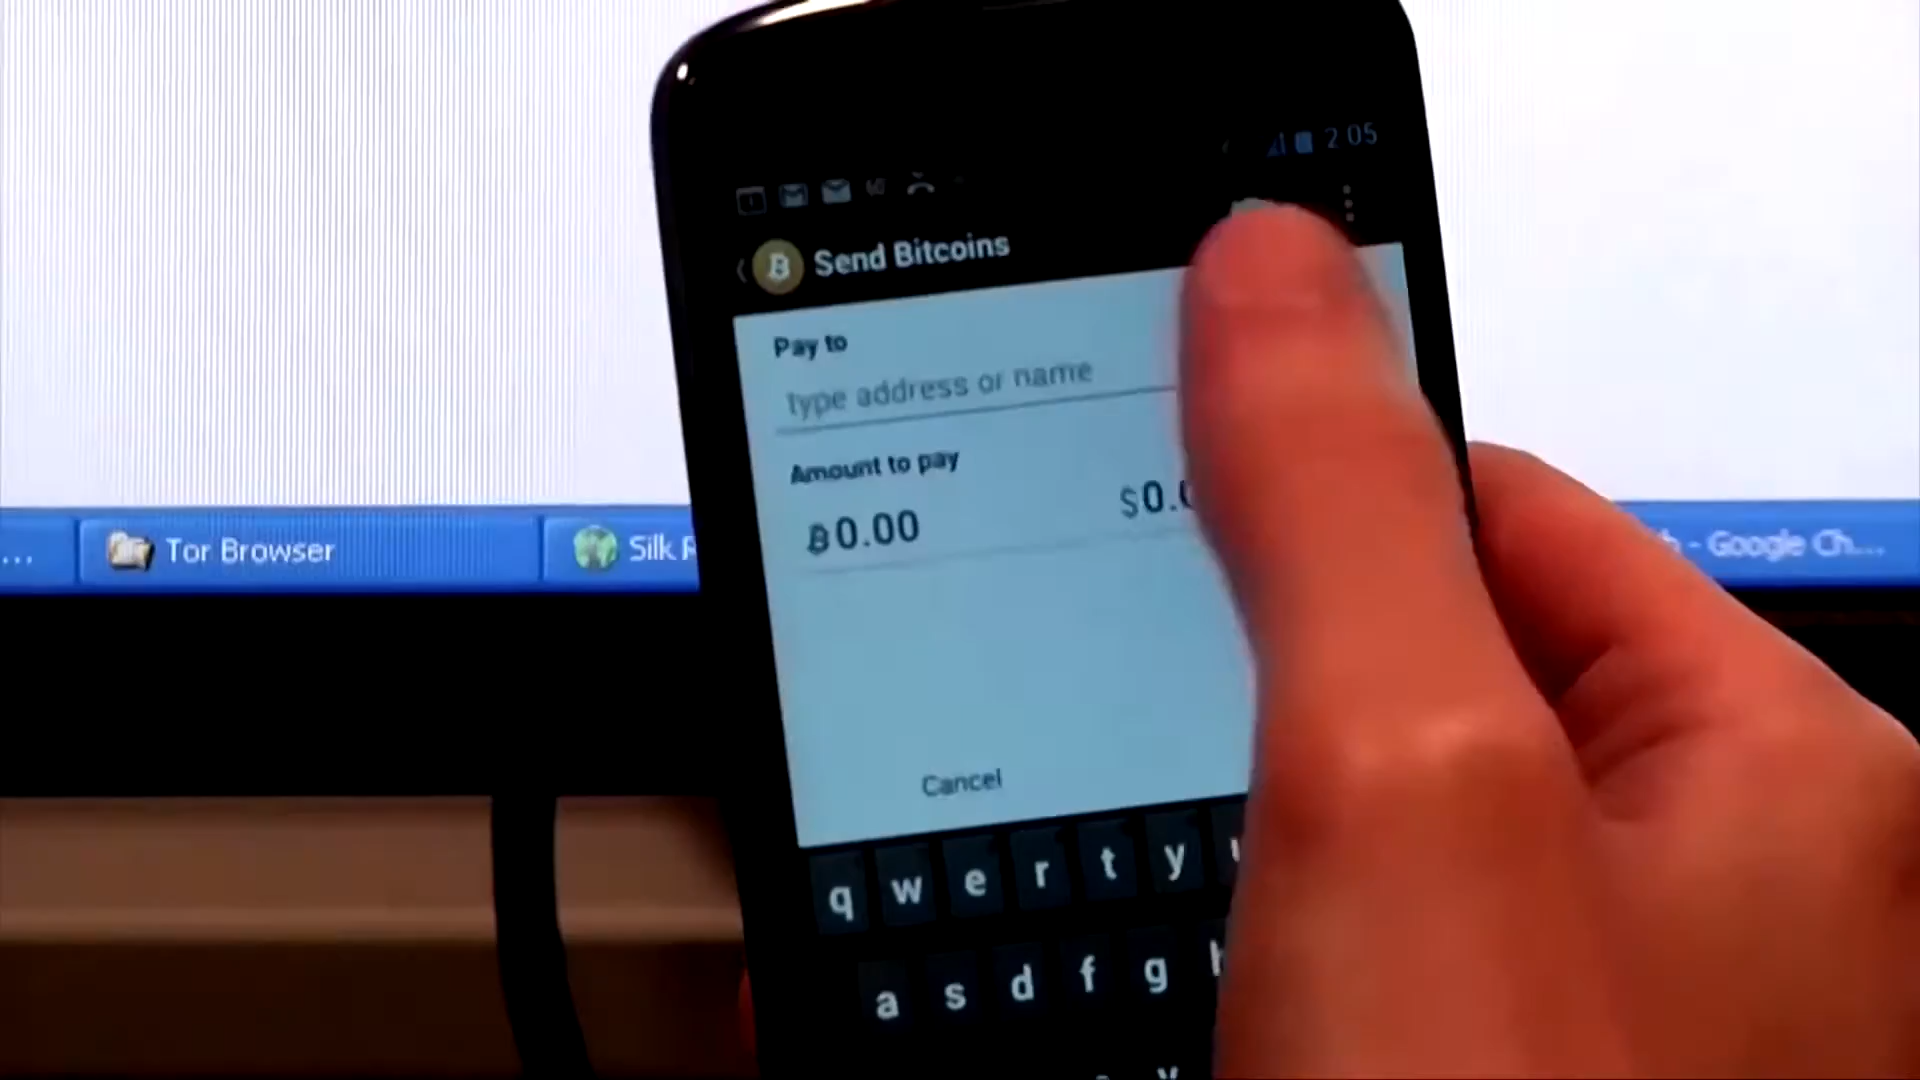 2:05
Send Bitcoins
Pay to
type address or name
Amount to pay
฿0.00
$0.
... Tor Browser Silk - Google Ch...
Cancel
q w e r t y
a s d f g